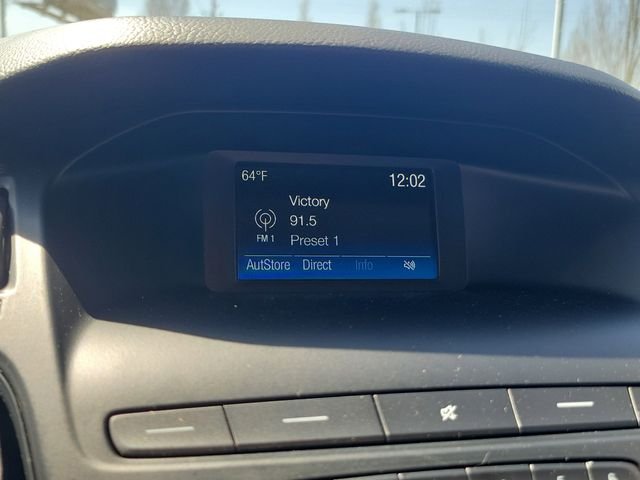 64°F 12:02
Victory
91.5
FM 1 Preset 1
AutStore Direct Info